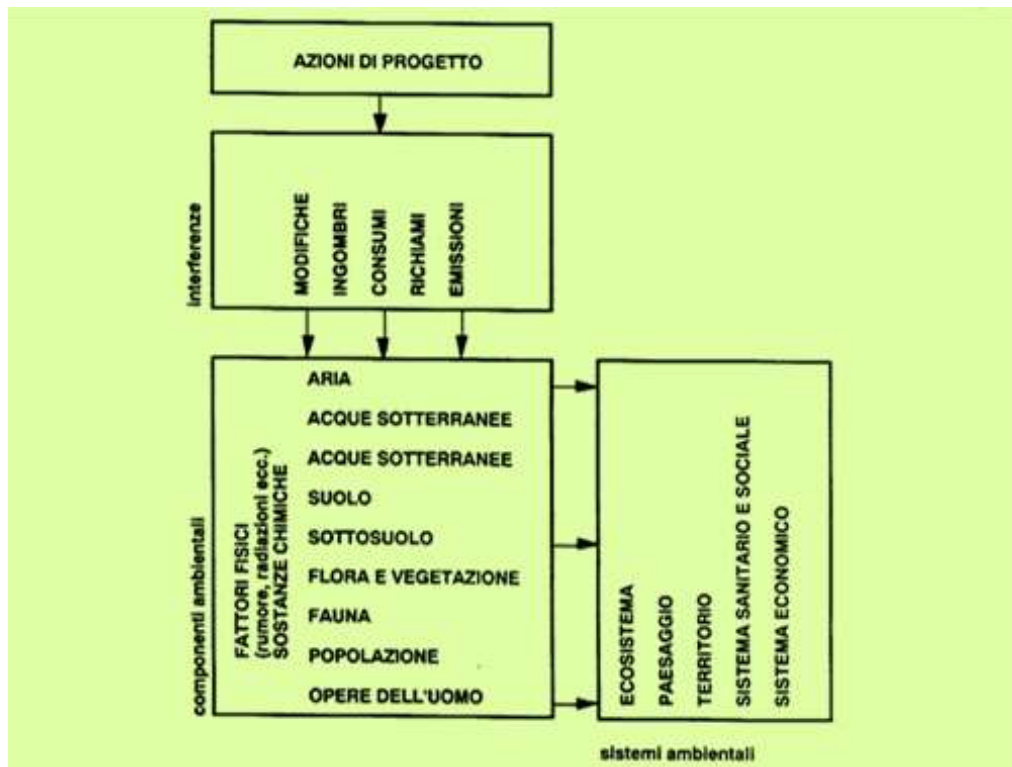 AZIONI DI PROGETTO
interferenze
MODIFICHE
INGOMBRI
CONSUMI
RICHIAMI
EMISSIONI
componenti ambientali
FATTORI FISICI
(rumore, radiazioni ecc.)
SOSTANZE CHIMICHE
ARIA
ACQUE SOTTERRANEE
ACQUE SOTTERRANEE
SUOLO
SOTTOSUOLO
FLORA E VEGETAZIONE
FAUNA
POPOLAZIONE
OPERE DELL'UOMO
ECOSISTEMA
PAESAGGIO
TERRITORIO
SISTEMA SANITARIO E SOCIALE
SISTEMA ECONOMICO
sistemi ambientali